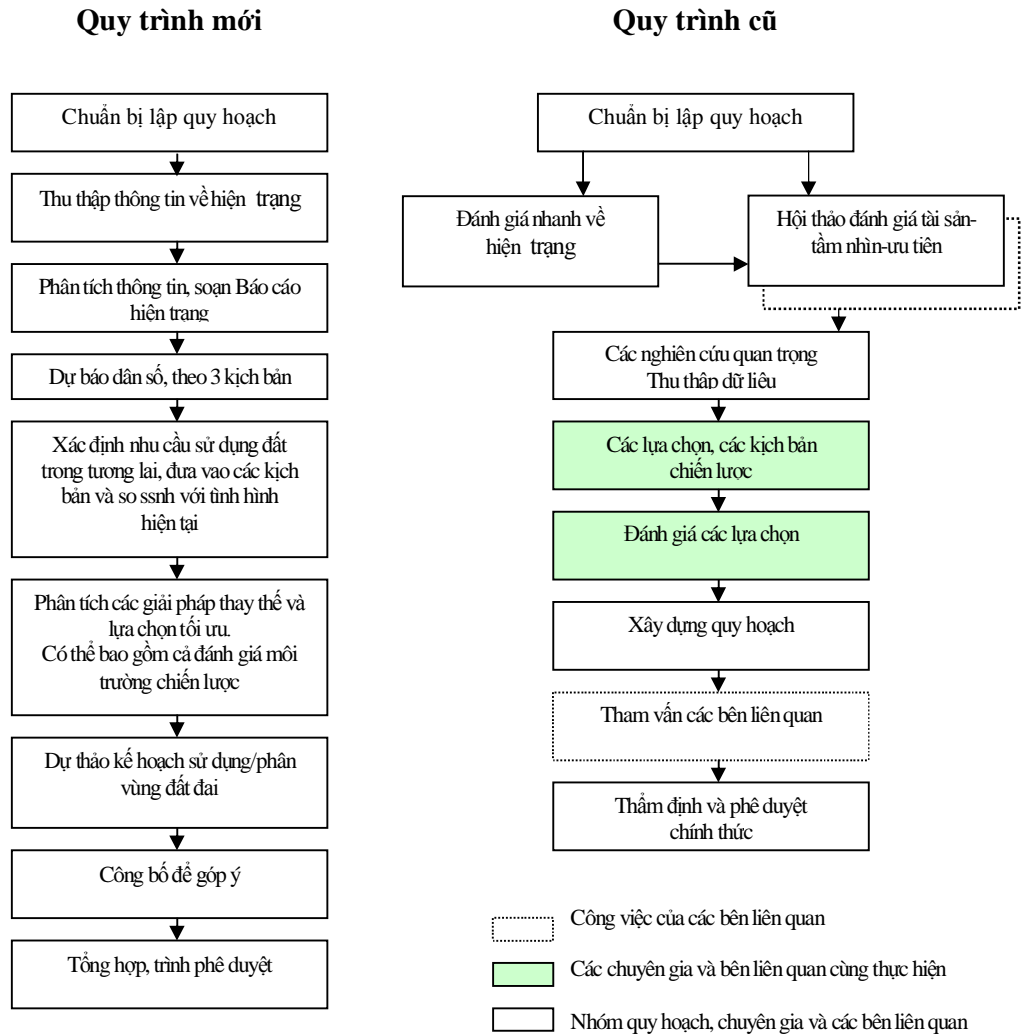 Quy trình mới
Chuẩn bị lập quy hoạch
Thu thập thông tin về hiện trạng
Phân tích thông tin, soạn Báo cáo
hiện trạng
Dự báo dân số, theo 3 kịch bản
Xác định nhu cầu sử dụng đất
trong tương lai, đưa vao các kịch
bản và so ssnh với tình hình
hiện tại
Phân tích các giải pháp thay thế và
lựa chọn tối ưu.
Có thể bao gồm cả đánh giá môi
trường chiến lược
Dự thảo kế hoạch sử dụng/phân
vùng đất đai
Công bố để góp ý
Tổng hợp, trình phê duyệt
Quy trình cũ
Chuẩn bị lập quy hoạch
Đánh giá nhanh về
hiện trạng
Hội thảo đánh giá tài sản-
tầm nhìn-ưu tiên
Các nghiên cứu quan trọng
Thu thập dữ liệu
Các lựa chọn, các kịch bản
chiến lược
Đánh giá các lựa chọn
Xây dựng quy hoạch
Tham vấn các bên liên quan
Thẩm định và phê duyệt
chính thức
Công việc của các bên liên quan
Các chuyên gia và bên liên quan cùng thực hiện
Nhóm quy hoạch, chuyên gia và các bên liên quan